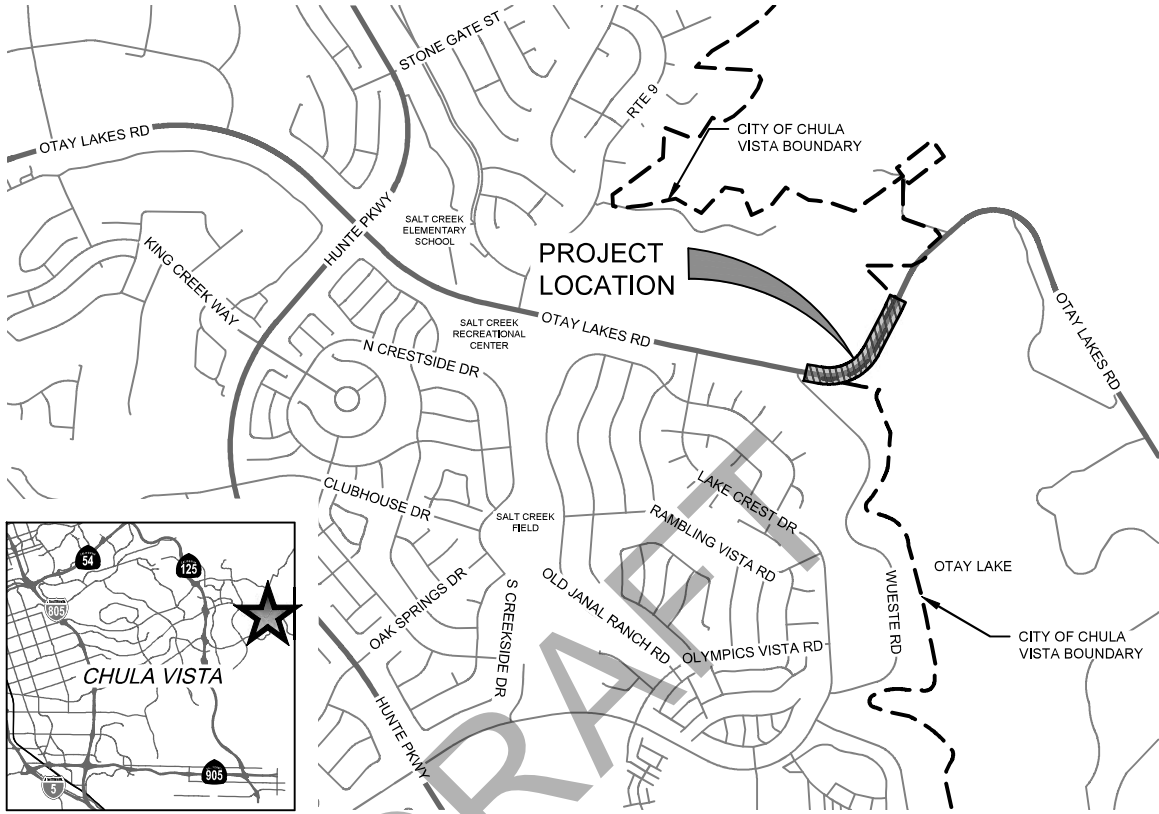 STONE GATE ST
RTE 9
OTAY LAKES RD
CITY OF CHULA
VISTA BOUNDARY
HUNTE PKWY
SALT CREEK
ELEMENTARY
SCHOOL
KING CREEK WAY
PROJECT
LOCATION
SALT CREEK
RECREATIONAL
CENTER
OTAY LAKES RD
OTAY LAKES RD
N CRESTSIDE DR
CLUBHOUSE DR
SALT CREEK
FIELD
LAKE CREST DR
RAMBLING VISTA RD
OTAY LAKE
WUESTE RD
OAK SPRINGS DR
S CREEKSIDE DR
OLD JANAL RANCH RD
OLYMPICS VISTA RD
CITY OF CHULA
VISTA BOUNDARY
HUNTE PKWY
54
125
805
CHULA VISTA
905
5
DRAFT